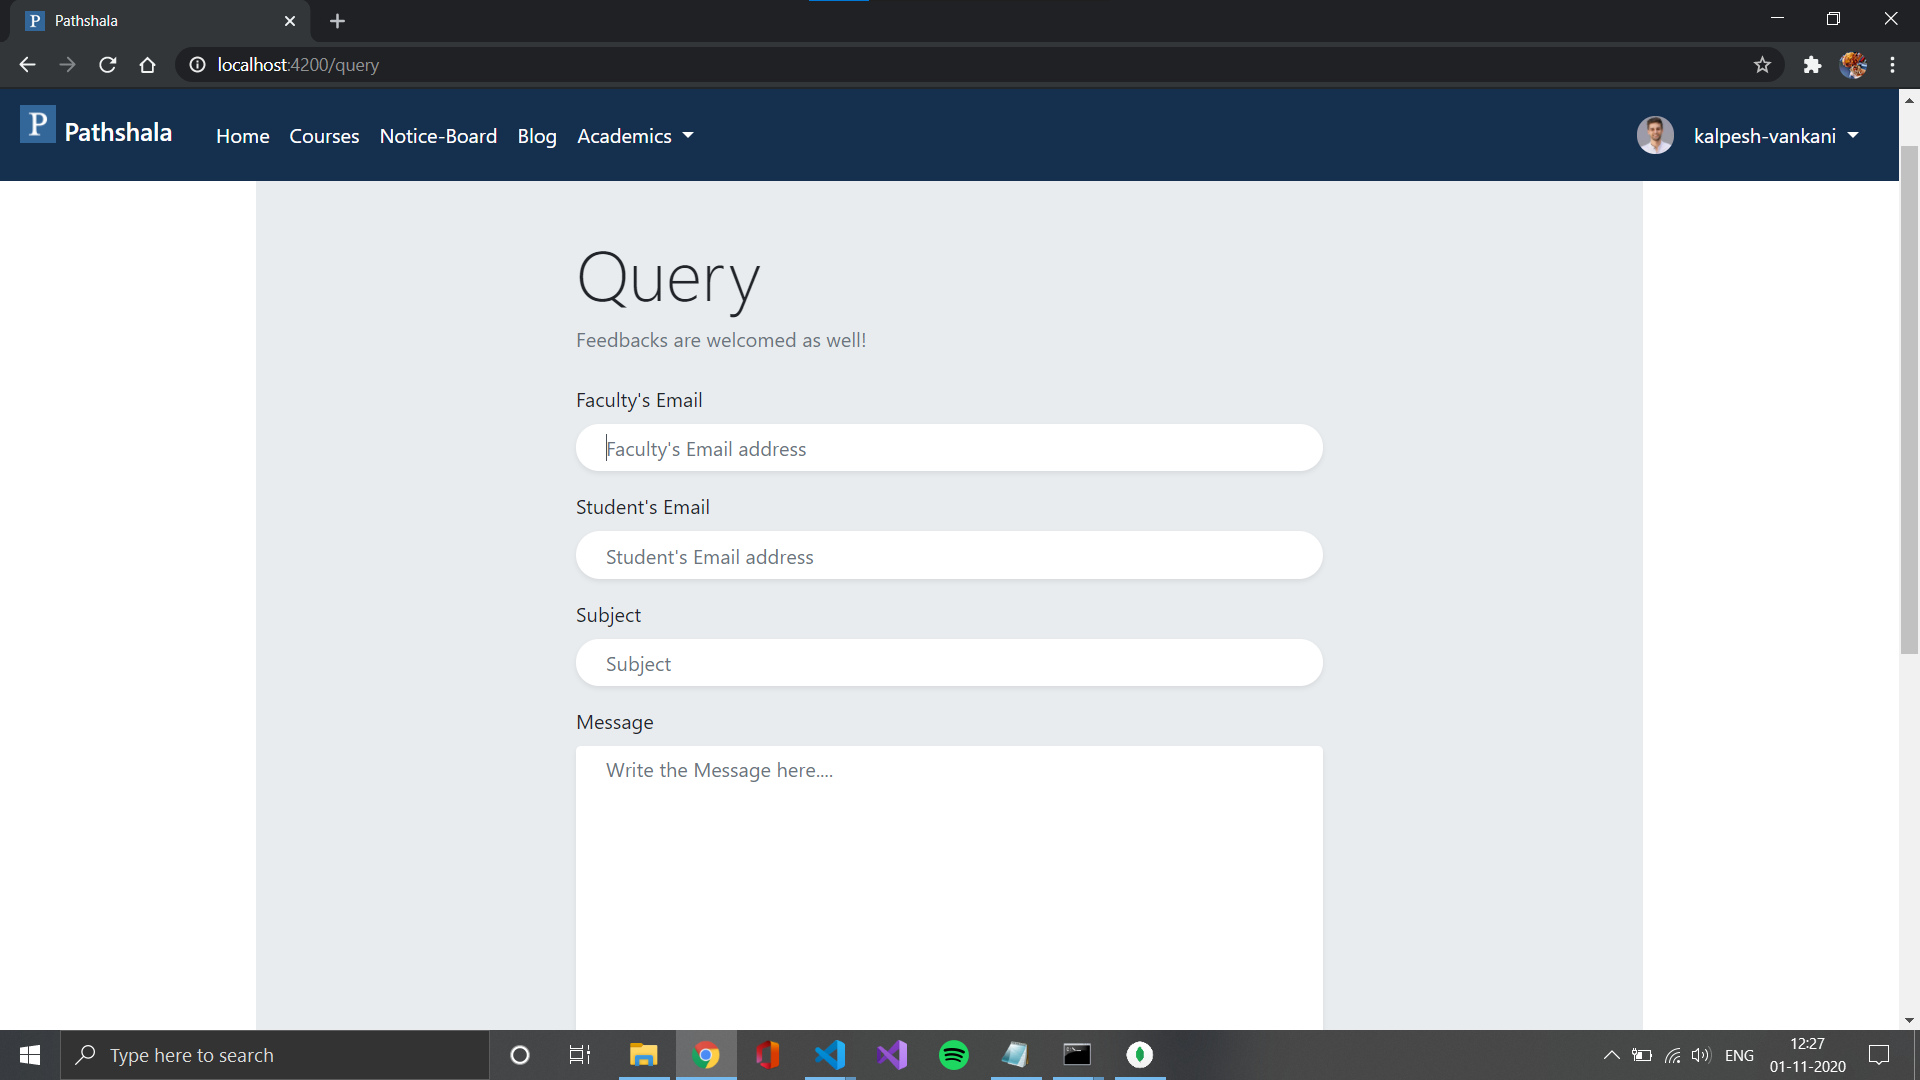 P Pathshala
localhost:4200/query
P Pathshala Home Courses Notice-Board Blog Academics kalpesh-vankani
Query
Feedbacks are welcomed as well!
Faculty's Email
Faculty's Email address
Student's Email
Student's Email address
Subject
Subject
Message
Write the Message here....
Type here to search
ENG
12:27
01-11-2020